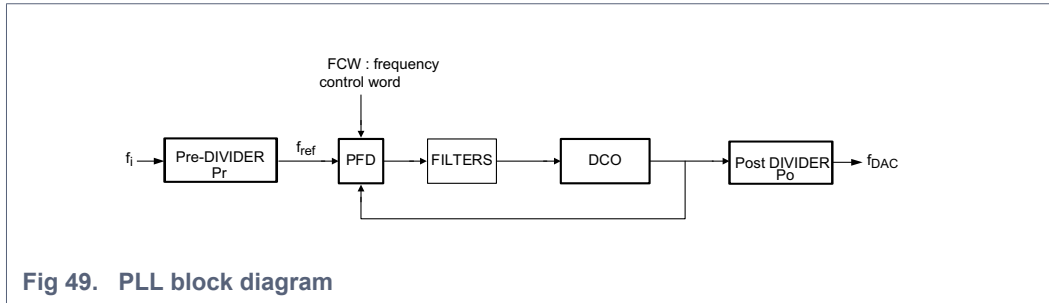 FCW : frequency
control word
fi
Pre-DIVIDER
Pr
fref
PFD
FILTERS
DCO
Post DIVIDER
Po
fDAC
Fig 49. PLL block diagram